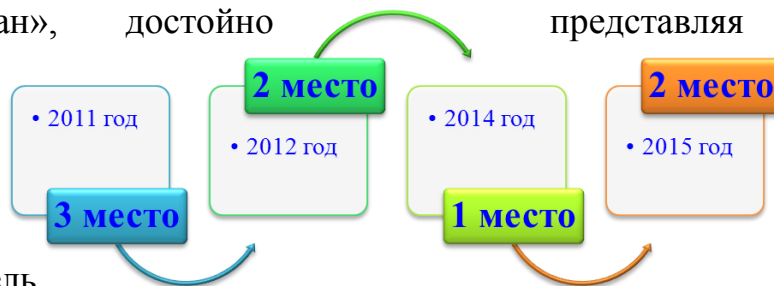 ан», достойно представляя
2 место
2 место
• 2011 год
• 2012 год
• 2014 год
• 2015 год
3 место
1 место